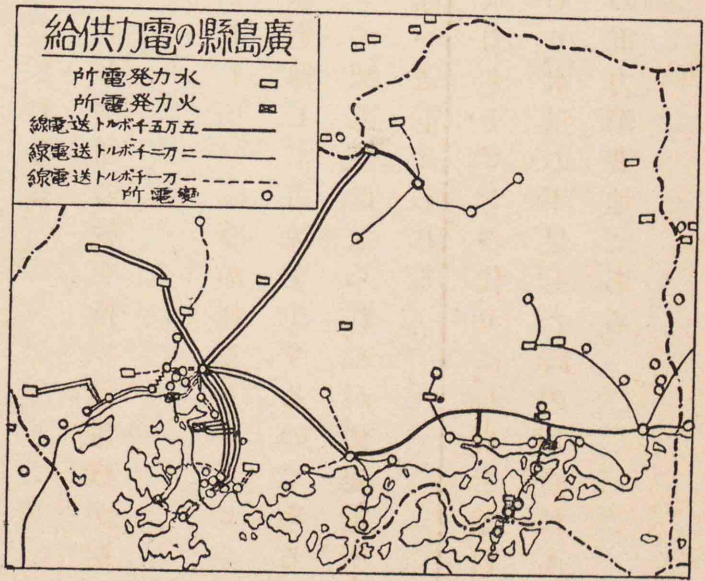 廣島縣の電力供給
水力発電所
火力発電所
五万五千ボルト送電線
二万二千ボルト送電線
一万一千ボルト送電線
變電所